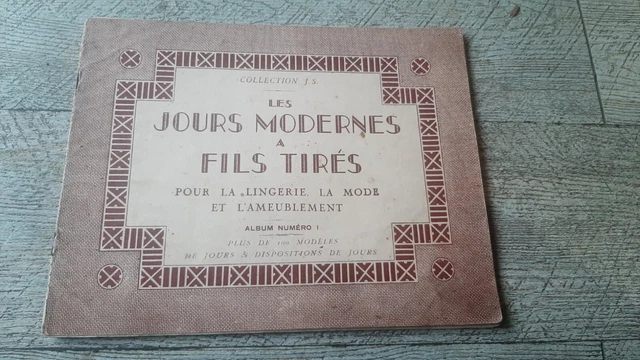 COLLECTION J.S.
LES
JOURS MODERNES
A
FILS TIRÉS
POUR LA LINGERIE, LA MODE
ET L'AMEUBLEMENT
ALBUM NUMÉRO 1
PLUS DE 100 MODÈLES
DE JOURS & DISPOSITIONS DE JOURS